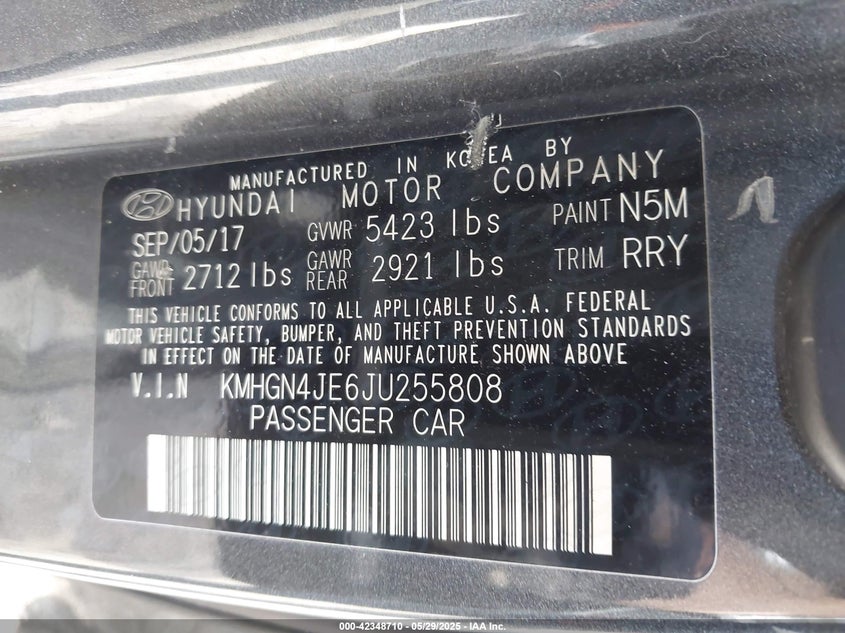 MANUFACTURED IN KOREA BY
HYUNDAI MOTOR COMPANY
SEP/05/17 GVWR 5423 lbs PAINT N5M
GAWR FRONT 2712 lbs GAWR REAR 2921 lbs TRIM RRY
THIS VEHICLE CONFORMS TO ALL APPLICABLE U.S.A. FEDERAL
MOTOR VEHICLE SAFETY, BUMPER, AND THEFT PREVENTION STANDARDS
IN EFFECT ON THE DATE OF MANUFACTURE SHOWN ABOVE
V.I.N KMHGN4JE6JU255808
PASSENGER CAR
000-42348710 - 05/29/2025 - IAA Inc.